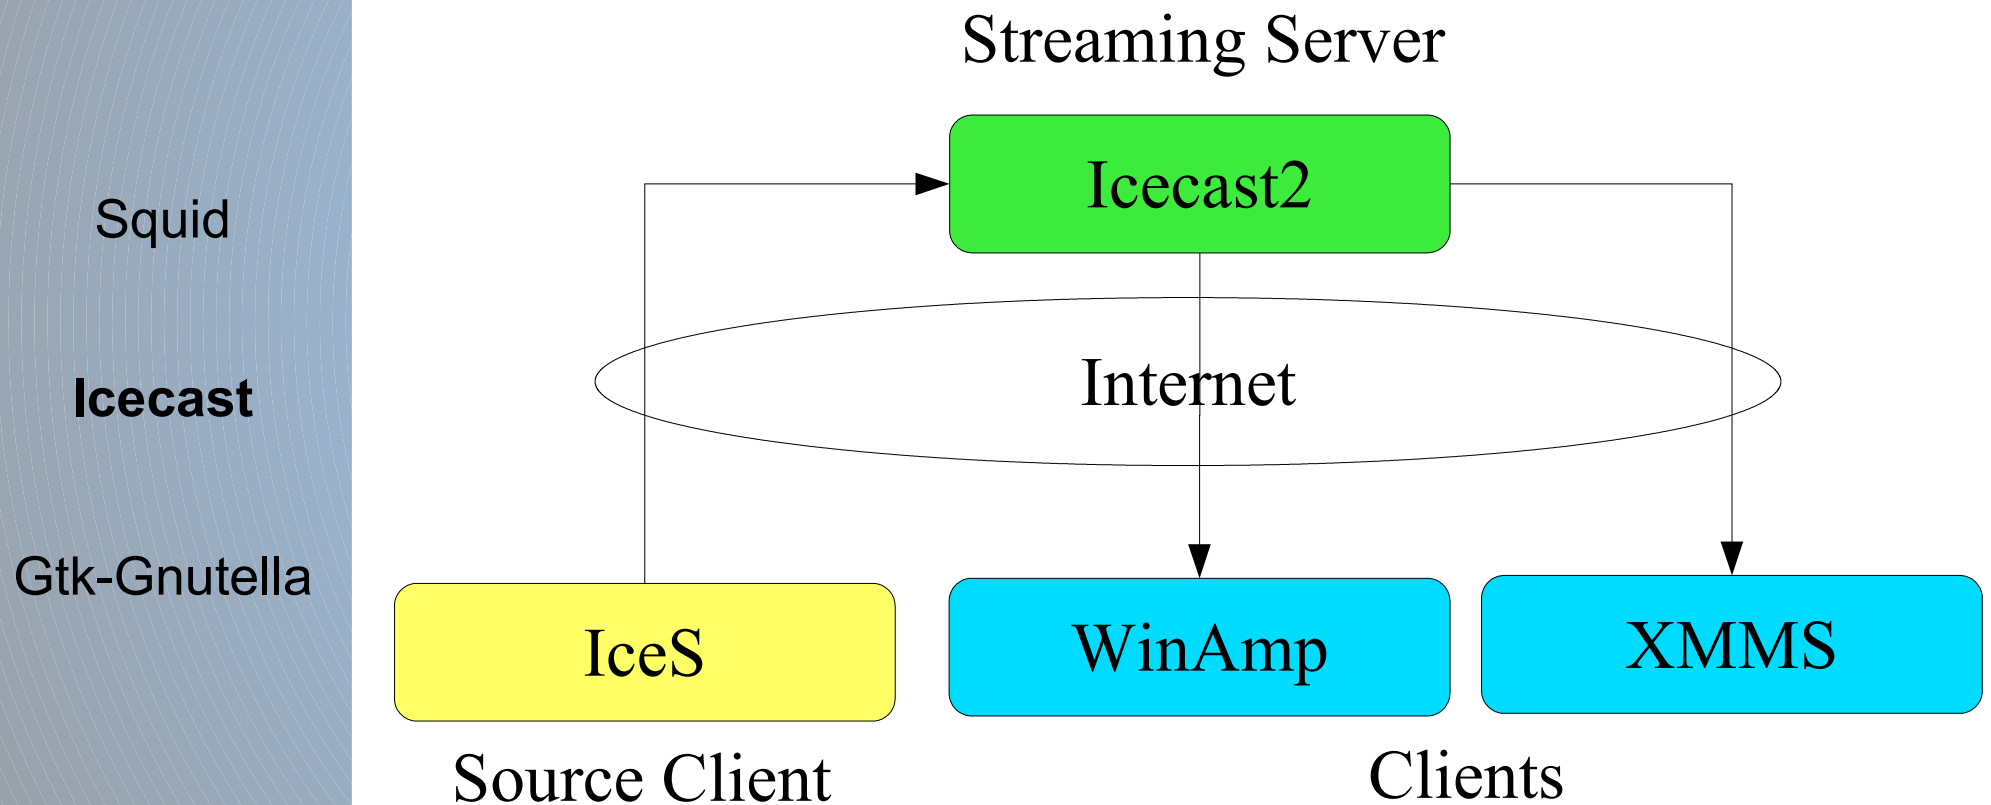 Squid
Icecast
Gtk-Gnutella
Streaming Server
Icecast2
Internet
IceS
WinAmp
XMMS
Source Client
Clients